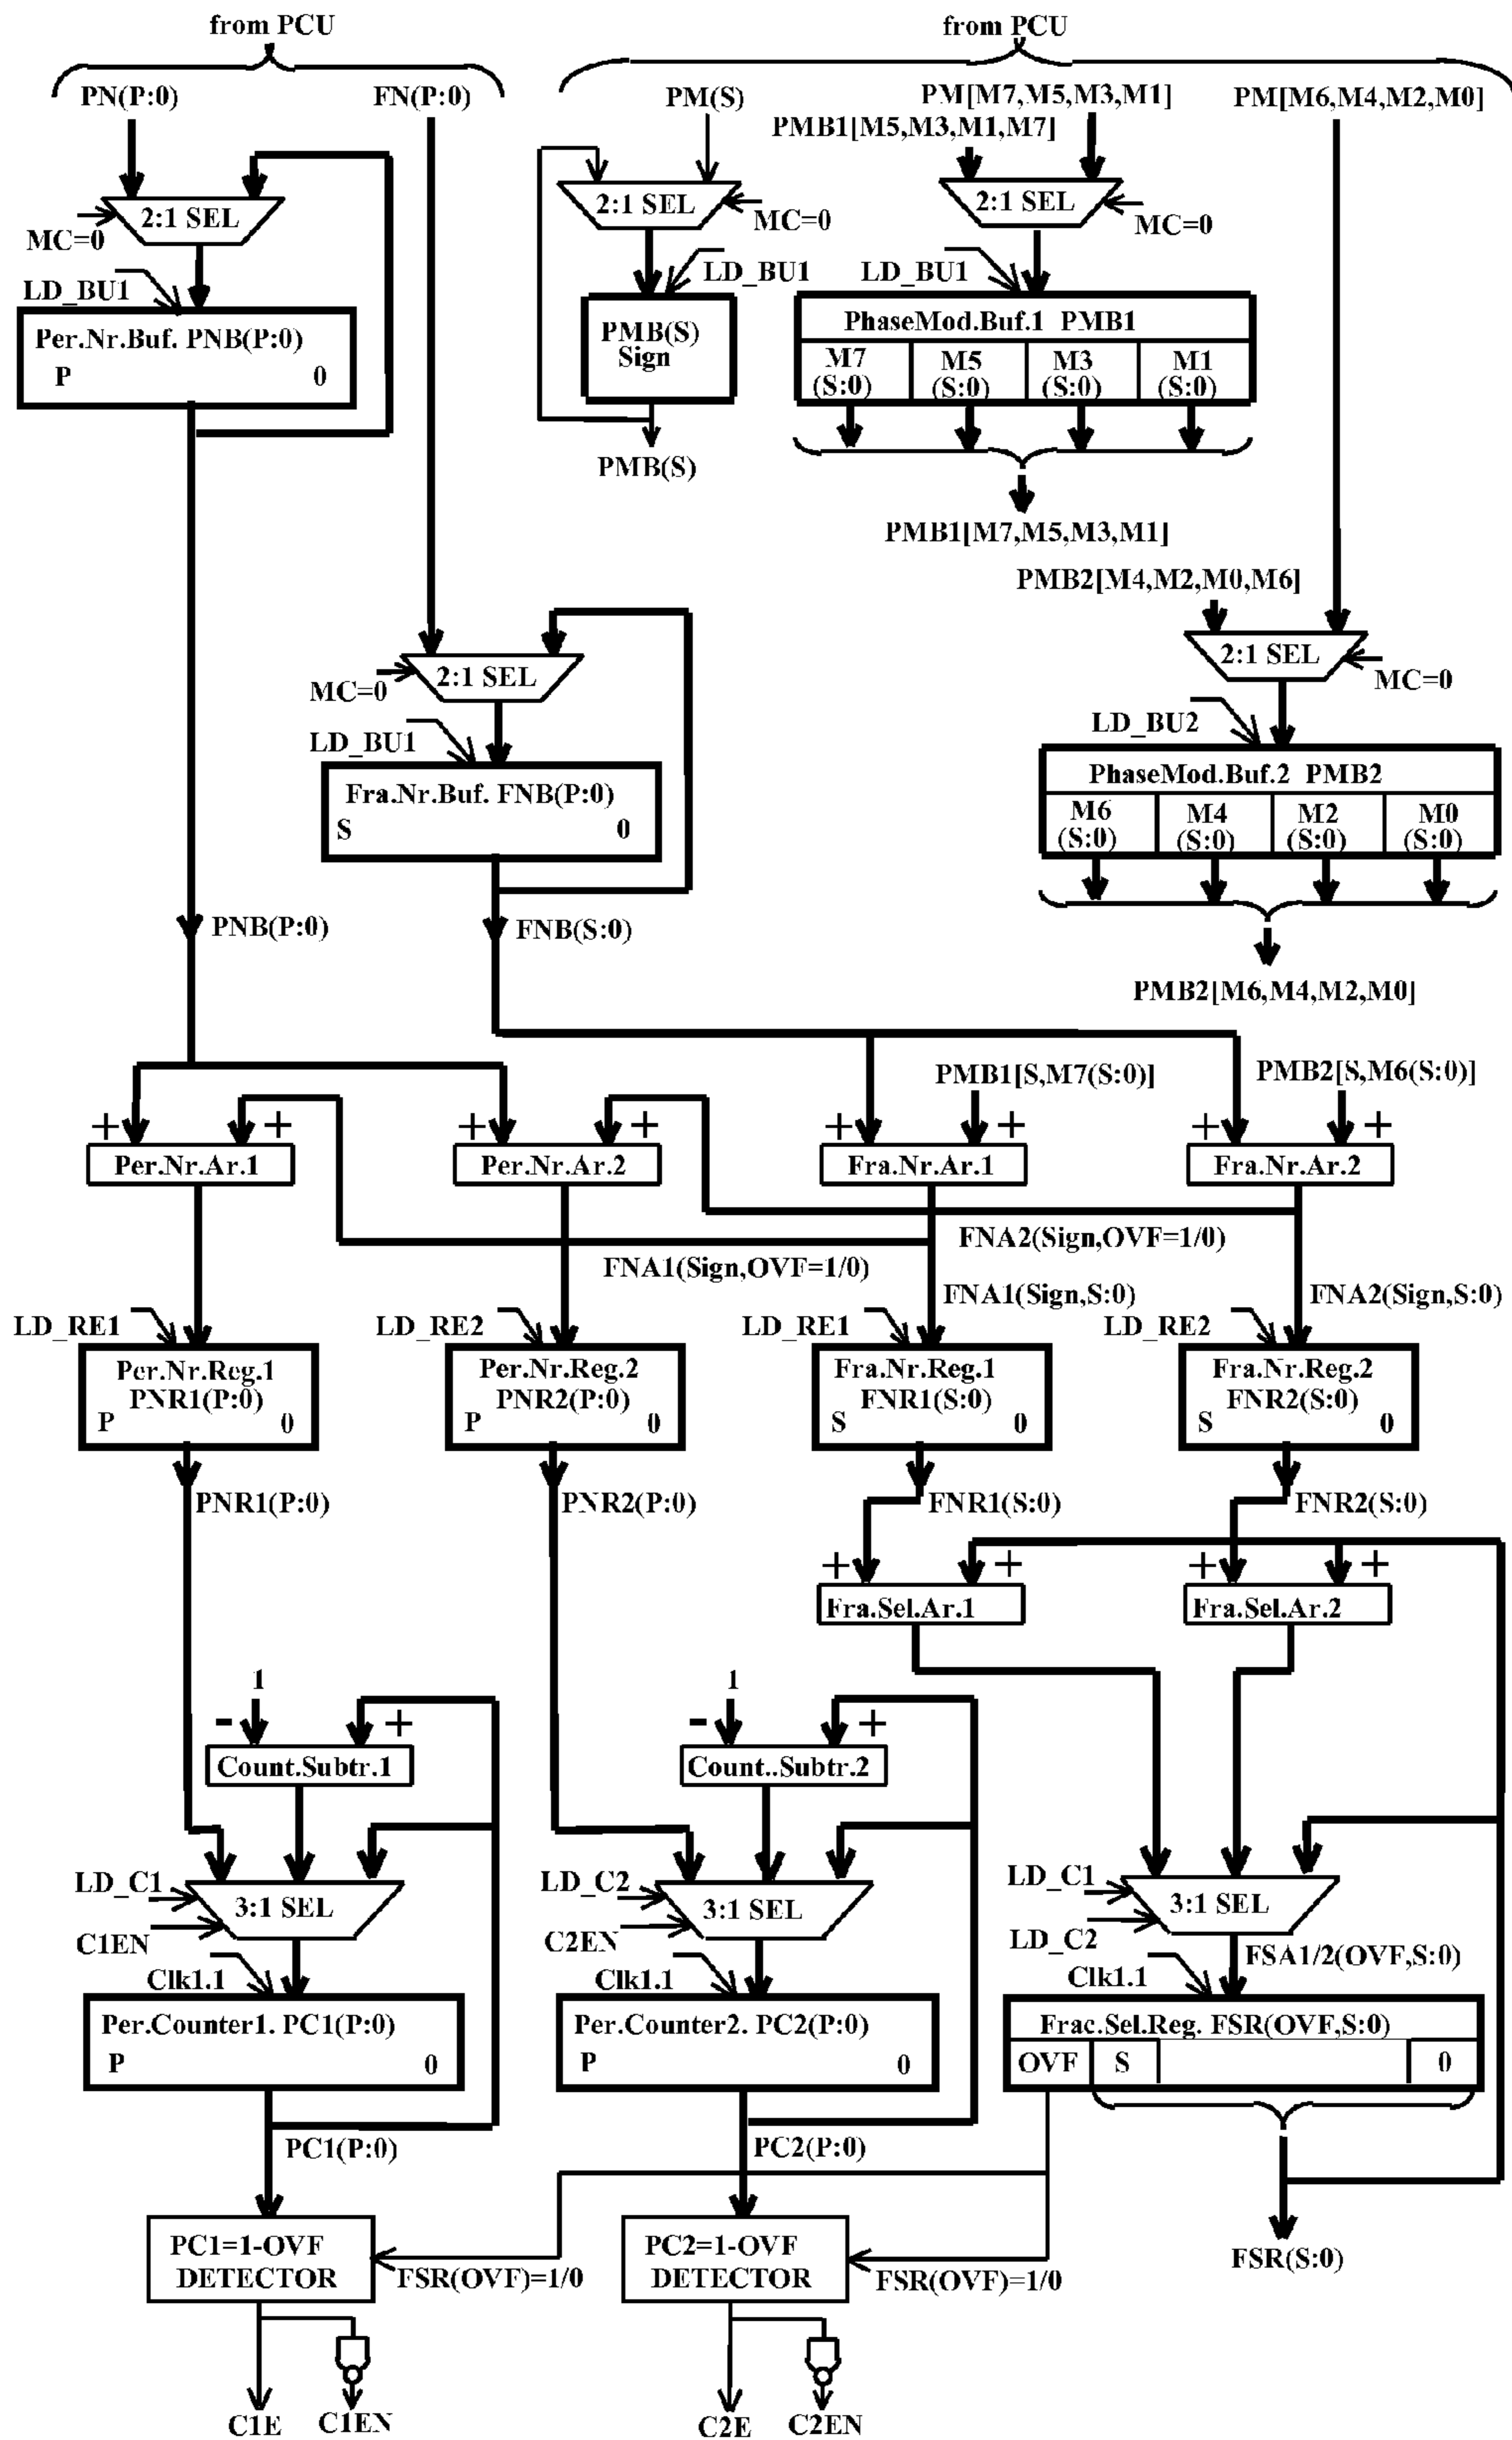 from PCU
from PCU
PN(P:0)
FN(P:0)
PM(S)
PM[M7,M5,M3,M1]
PM[M6,M4,M2,M0]
PMB1[M5,M3,M1,M7]
2:1 SEL
MC=0
2:1 SEL
MC=0
2:1 SEL
MC=0
LD_BU1
LD_BU1
LD_BU1
Per.Nr.Buf. PNB(P:0)
P 0
PMB(S)
Sign
PhaseMod.Buf.1 PMB1
M7 M5 M3 M1
(S:0) (S:0) (S:0) (S:0)
PMB(S)
PMB1[M7,M5,M3,M1]
PMB2[M4,M2,M0,M6]
2:1 SEL
MC=0
2:1 SEL
MC=0
LD_BU1
LD_BU2
Fra.Nr.Buf. FNB(P:0)
S 0
PhaseMod.Buf.2 PMB2
M6 M4 M2 M0
(S:0) (S:0) (S:0) (S:0)
PNB(P:0)
FNB(S:0)
PMB2[M6,M4,M2,M0]
PMB1[S,M7(S:0)]
PMB2[S,M6(S:0)]
+ + + + + + + +
Per.Nr.Ar.1
Per.Nr.Ar.2
Fra.Nr.Ar.1
Fra.Nr.Ar.2
FNA2(Sign,OVF=1/0)
FNA1(Sign,OVF=1/0)
FNA1(Sign,S:0)
FNA2(Sign,S:0)
LD_RE1
LD_RE2
LD_RE1
LD_RE2
Per.Nr.Reg.1
PNR1(P:0)
P 0
Per.Nr.Reg.2
PNR2(P:0)
P 0
Fra.Nr.Reg.1
FNR1(S:0)
S 0
Fra.Nr.Reg.2
FNR2(S:0)
S 0
PNR1(P:0)
PNR2(P:0)
FNR1(S:0)
FNR2(S:0)
+ + + +
Fra.Sel.Ar.1
Fra.Sel.Ar.2
1
- +
1
- +
Count.Subtr.1
Count..Subtr.2
LD_C1
3:1 SEL
C1EN
LD_C2
3:1 SEL
C2EN
LD_C1
3:1 SEL
LD_C2
FSA1/2(OVF,S:0)
Clk1.1
Clk1.1
Clk1.1
Per.Counter1. PC1(P:0)
P 0
Per.Counter2. PC2(P:0)
P 0
Frac.Sel.Reg. FSR(OVF,S:0)
OVF S 0
PC1(P:0)
PC2(P:0)
PC1=1-OVF
DETECTOR
FSR(OVF)=1/0
PC2=1-OVF
DETECTOR
FSR(OVF)=1/0
FSR(S:0)
C1E
C1EN
C2E
C2EN